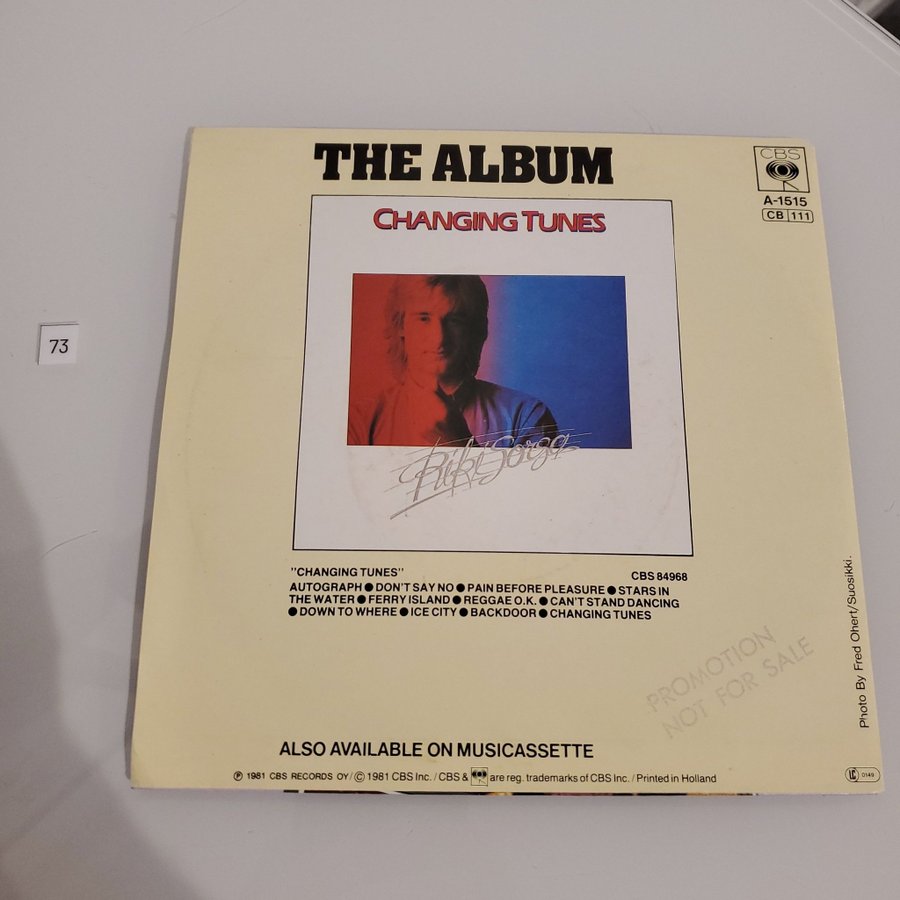 THE ALBUM
CBS
A-1515
CB 111
CHANGING TUNES
73
Riki Sorsa
"CHANGING TUNES"
CBS 84968
AUTOGRAPH ● DON'T SAY NO ● PAIN BEFORE PLEASURE ● STARS IN
THE WATER ● FERRY ISLAND ● REGGAE O.K. ● CAN'T STAND DANCING
● DOWN TO WHERE ● ICE CITY ● BACKDOOR ● CHANGING TUNES
Photo By Fred Ohert/Suosikki.
PROMOTION
NOT FOR SALE
ALSO AVAILABLE ON MUSICASSETTE
℗ 1981 CBS RECORDS OY / © 1981 CBS Inc. / CBS & CBS are reg. trademarks of CBS Inc. / Printed in Holland
LC 0149